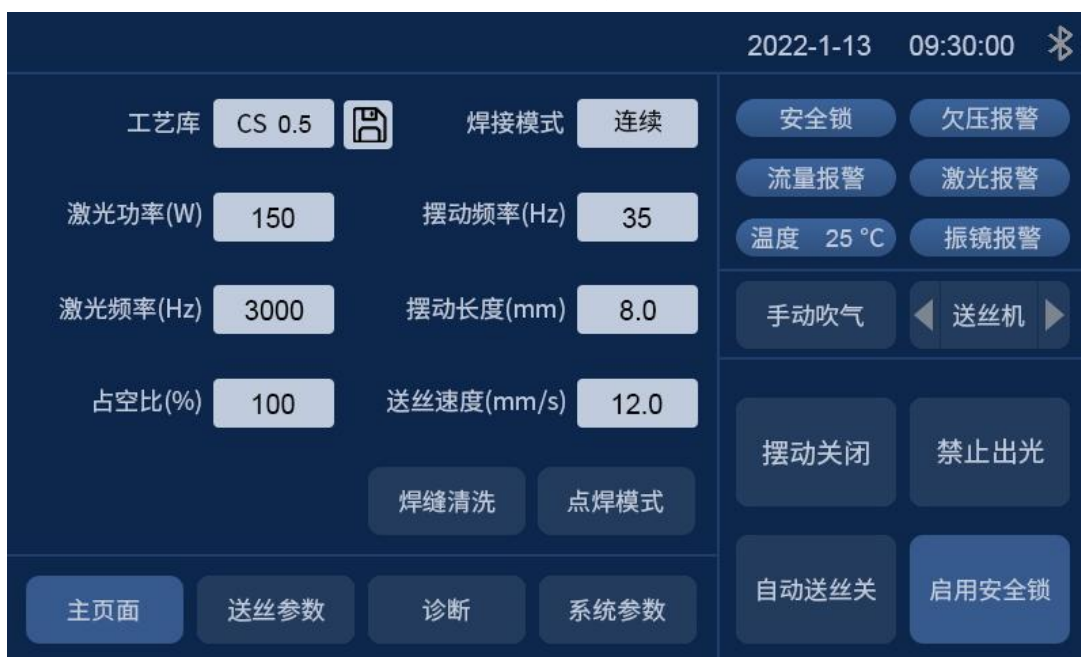 2022-1-13 09:30:00
工艺库 CS 0.5 焊接模式 连续
激光功率(W) 150 摆动频率(Hz) 35
激光频率(Hz) 3000 摆动长度(mm) 8.0
占空比(%) 100 送丝速度(mm/s) 12.0
焊缝清洗 点焊模式
主页面 送丝参数 诊断 系统参数
安全锁 欠压报警
流量报警 激光报警
温度 25 °C 振镜报警
手动吹气 送丝机
摆动关闭 禁止出光
自动送丝关 启用安全锁